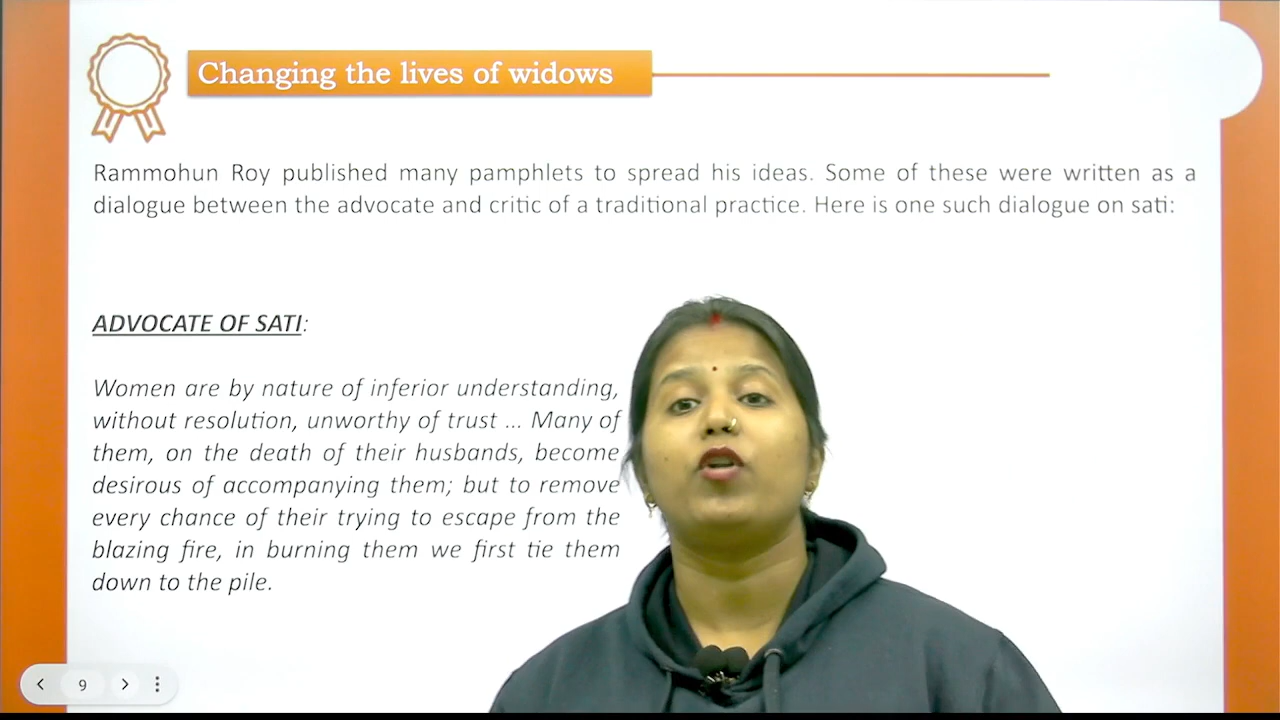 Changing the lives of widows
Rammohun Roy published many pamphlets to spread his ideas. Some of these were written as a
dialogue between the advocate and critic of a traditional practice. Here is one such dialogue on sati:
ADVOCATE OF SATI:
Women are by nature of inferior understanding,
without resolution, unworthy of trust ... Many of
them, on the death of their husbands, become
desirous of accompanying them; but to remove
every chance of their trying to escape from the
blazing fire, in burning them we first tie them
down to the pile.
9